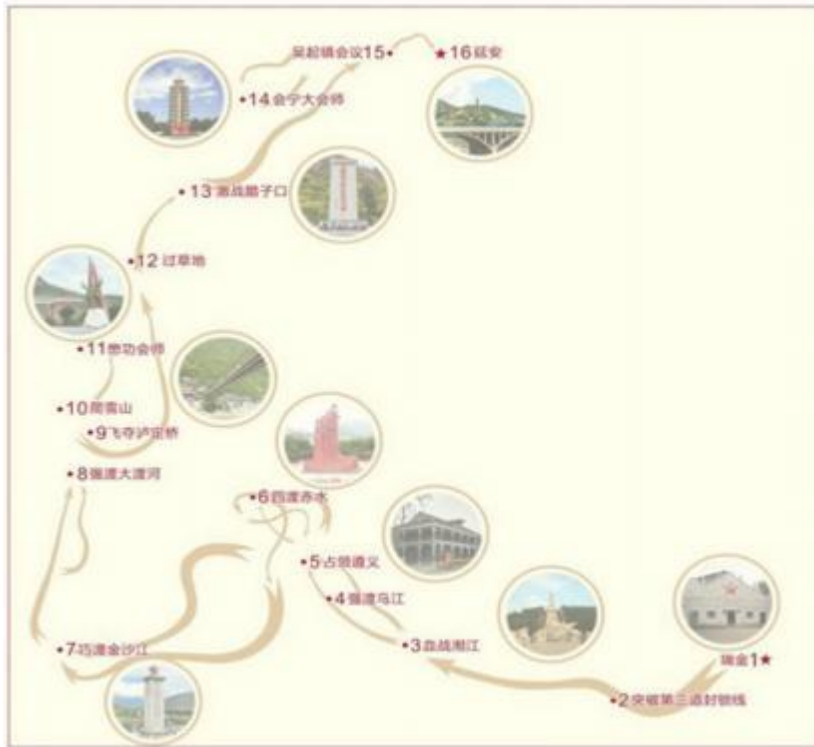 吴起镇会议15
16延安
14会宁大会师
13激战腊子口
12 过草地
11懋功会师
10爬雪山
9飞夺泸定桥
8强渡大渡河
6四渡赤水
5占领遵义
4强渡乌江
7巧渡金沙江
3血战湘江
瑞金1
2突破第三道封锁线